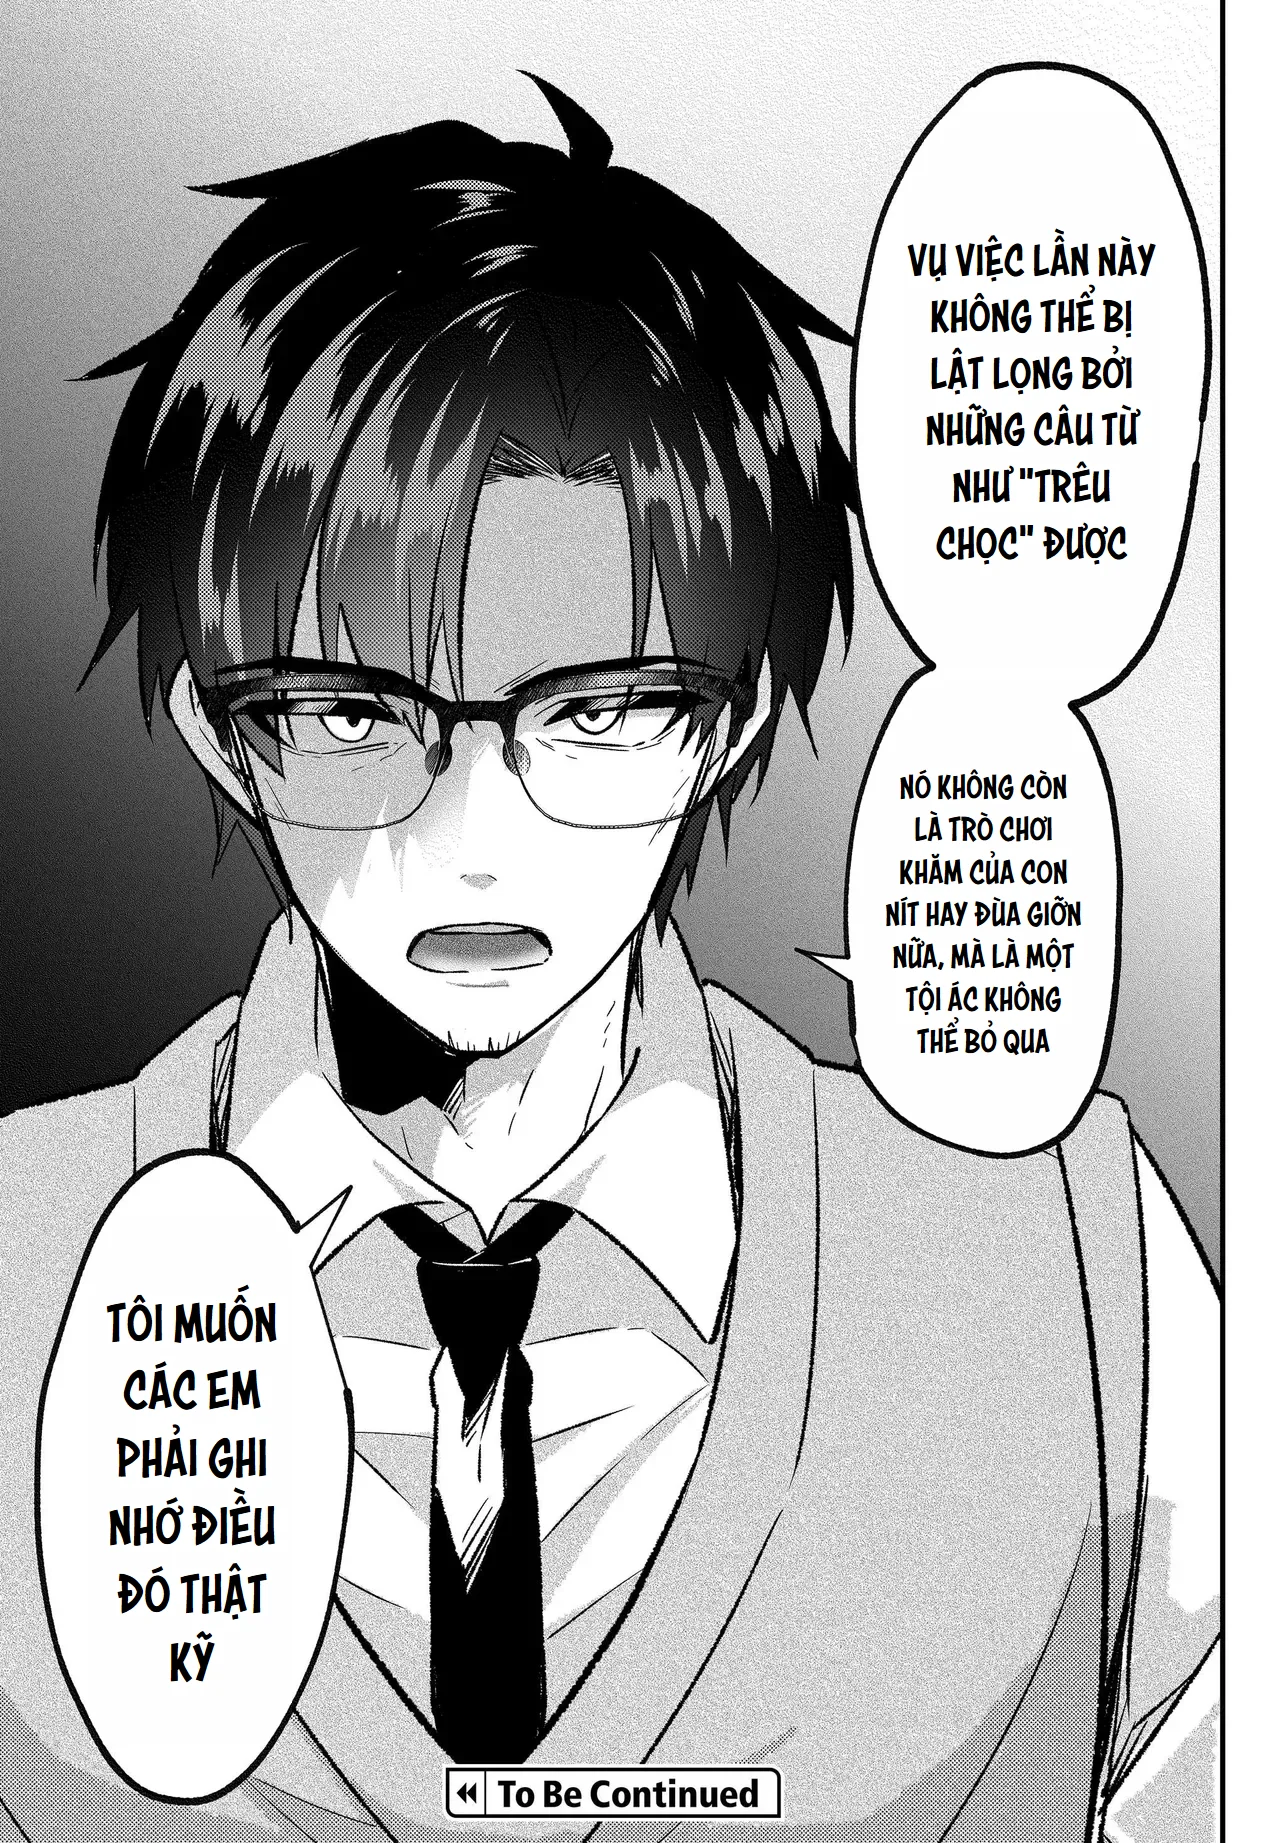 VỤ VIỆC LẦN NÀY
KHÔNG THỂ BỊ
LẬT LỌNG BỞI
NHỮNG CÂU TỪ
NHƯ "TRÊU
CHỌC" ĐƯỢC
NÓ KHÔNG CÒN
LÀ TRÒ CHƠI
KHĂM CỦA CON
NÍT HAY ĐÙA GIỠN
NỮA, MÀ LÀ MỘT
TỘI ÁC KHÔNG
THỂ BỎ QUA
TÔI MUỐN
CÁC EM
PHẢI GHI
NHỚ ĐIỀU
ĐÓ THẬT
KỸ
To Be Continued